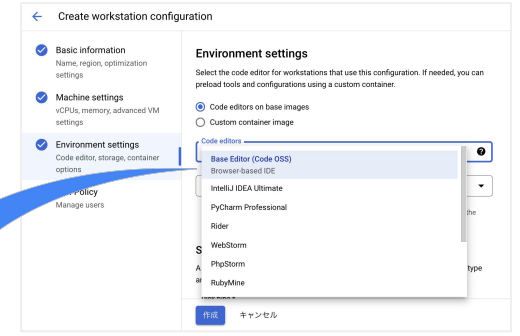 Create workstation configuration
Basic information
Name, region, optimization
settings
Machine settings
vCPUs, memory, advanced VM
settings
Environment settings
Code editor, storage, container
options
Policy
Manage users
Environment settings
Select the code editor for workstations that use this configuration. If needed, you can
preload tools and configurations using a custom container.
Code editors on base images
Custom container image
Code editors
Base Editor (Code OSS)
Browser-based IDE
IntelliJ IDEA Ultimate
PyCharm Professional
the
Rider
WebStorm
PhpStorm
type
RubyMine
作成
キャンセル